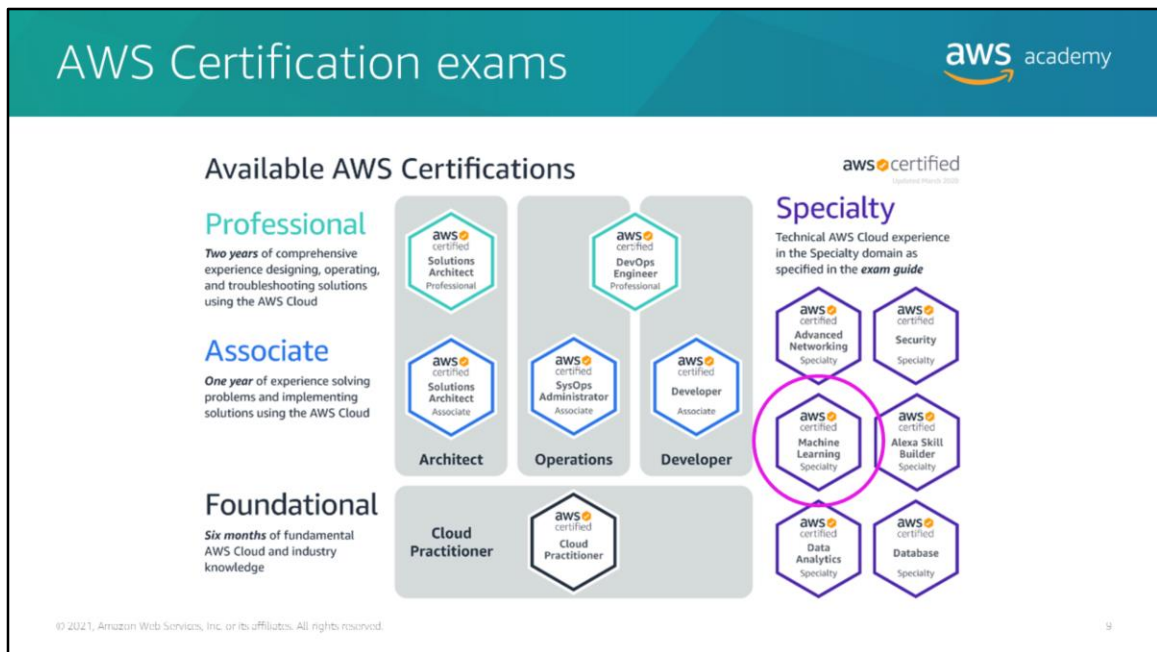 AWS Certification exams
aws academy
Available AWS Certifications
aws certified
Updated March 2020
Professional
Two years of comprehensive
experience designing, operating,
and troubleshooting solutions
using the AWS Cloud
aws
certified
Solutions
Architect
Professional
aws
certified
DevOps
Engineer
Professional
Associate
One year of experience solving
problems and implementing
solutions using the AWS Cloud
aws
certified
Solutions
Architect
Associate
aws
certified
SysOps
Administrator
Associate
aws
certified
Developer
Associate
Architect
Operations
Developer
Foundational
Six months of fundamental
AWS Cloud and industry
knowledge
Cloud
Practitioner
aws
certified
Cloud
Practitioner
Specialty
Technical AWS Cloud experience
in the Specialty domain as
specified in the exam guide
aws
certified
Advanced
Networking
Specialty
aws
certified
Security
Specialty
aws
certified
Machine
Learning
Specialty
aws
certified
Alexa Skill
Builder
Specialty
aws
certified
Data
Analytics
Specialty
aws
certified
Database
Specialty
© 2021, Amazon Web Services, Inc. or its affiliates. All rights reserved.
9